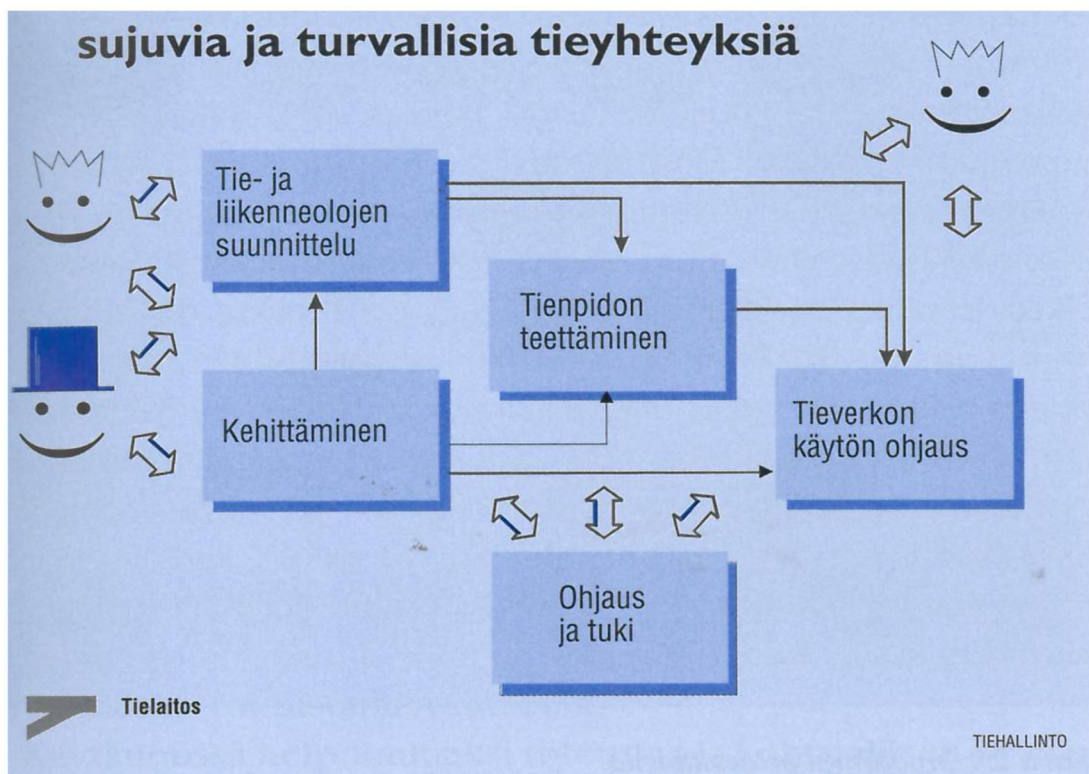 sujuvia ja turvallisia tieyhteyksiä
Tie- ja
liikenneolojen
suunnittelu
Tienpidon
teettäminen
Kehittäminen
Tieverkon
käytön ohjaus
Ohjaus
ja tuki
Tielaitos
TIEHALLINTO